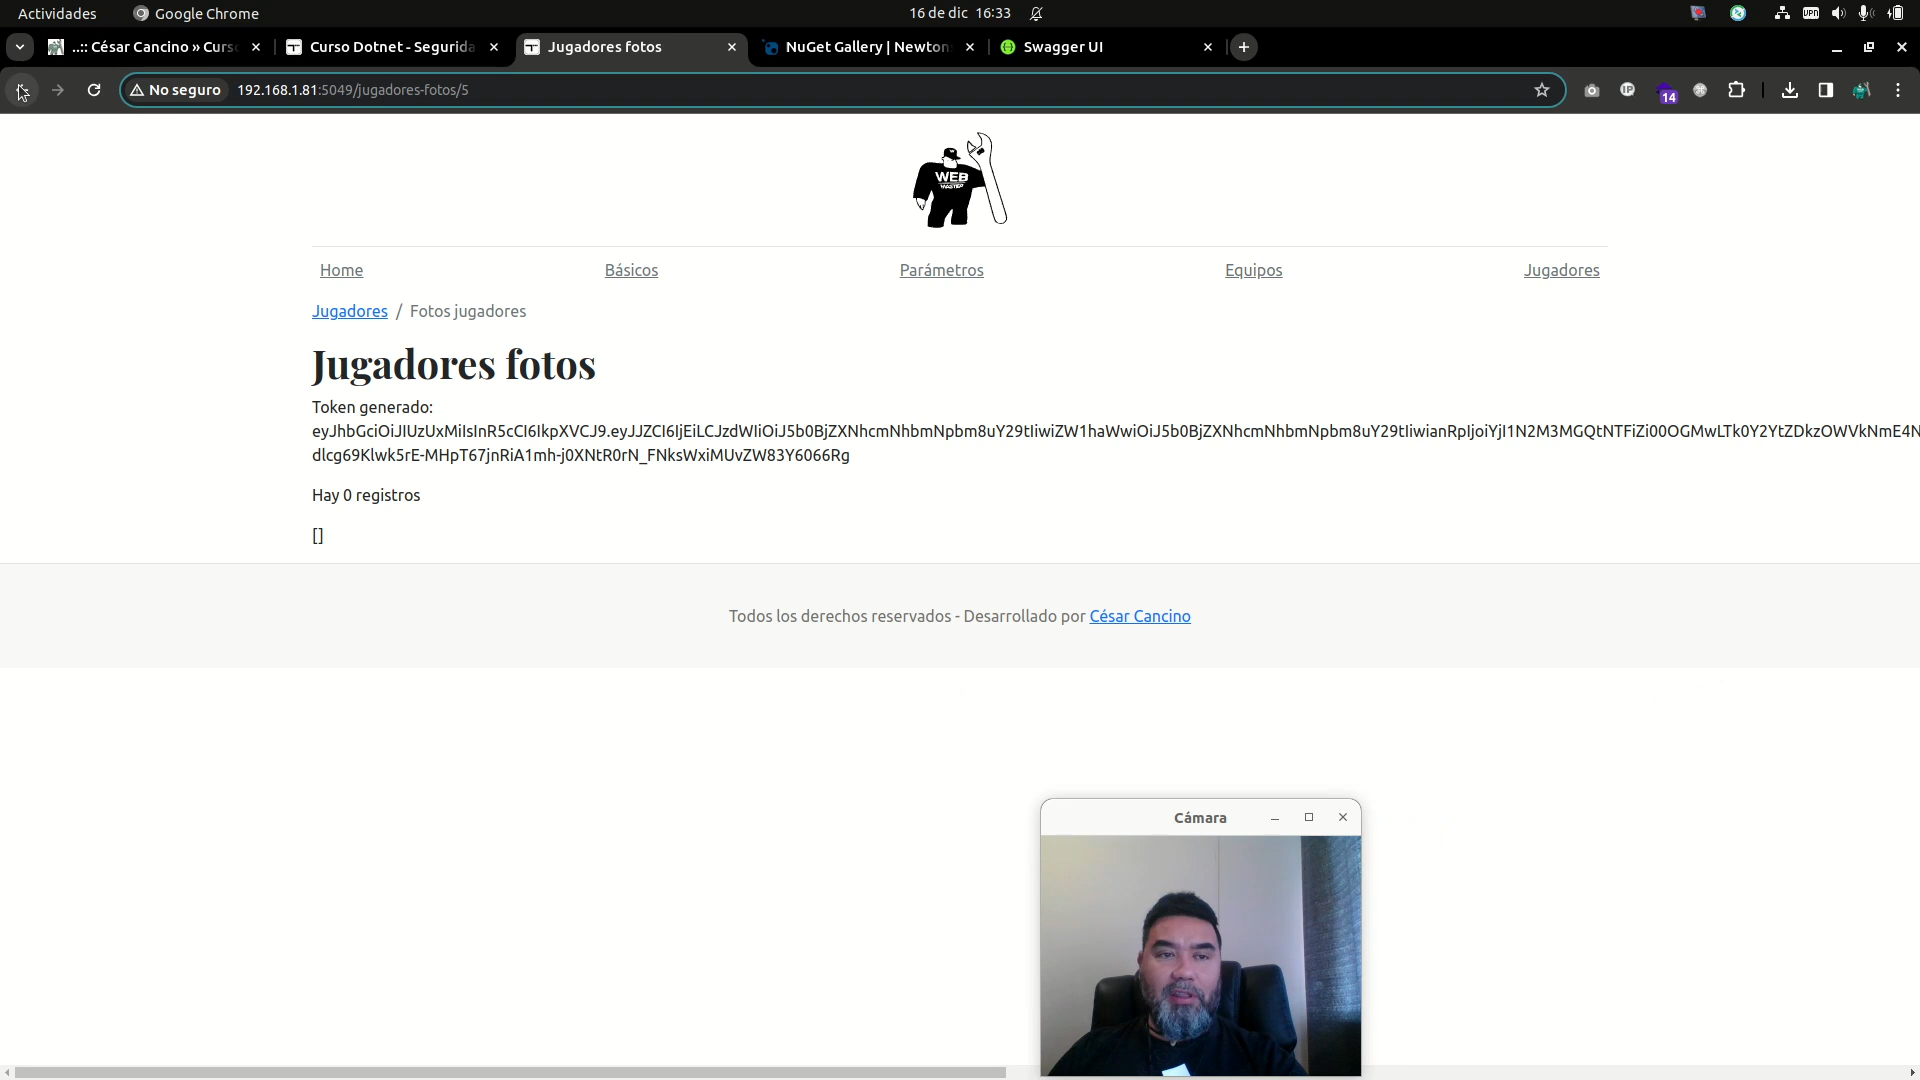 Actividades
Google Chrome
16 de dic 16:33
VPN
..:: César Cancino » Curs
Curso Dotnet - Segurida
Jugadores fotos
NuGet Gallery | Newton
Swagger UI
No seguro
192.168.1.81:5049/jugadores-fotos/5
14
WEB
MASTER
Home
Básicos
Parámetros
Equipos
Jugadores
Jugadores / Fotos jugadores
Jugadores fotos
Token generado:
eyJhbGciOiJIUzUxMiIsInR5cCI6IkpXVCJ9.eyJJZCI6IjEiLCJzdWIiOiJ5b0BjZXNhcmNhbmNpbm8uY29tIiwiZW1haWwiOiJ5b0BjZXNhcmNhbmNpbm8uY29tIiwianRpIjoiYjI1N2M3MGQtNTFiZi00OGMwLTk0Y2YtZDkzOWVkNmE4N
dlcg69Klwk5rE-MHpT67jnRiA1mh-j0XNtR0rN_FNksWxiMUvZW83Y6066Rg
Hay 0 registros
[]
Todos los derechos reservados - Desarrollado por César Cancino
Cámara